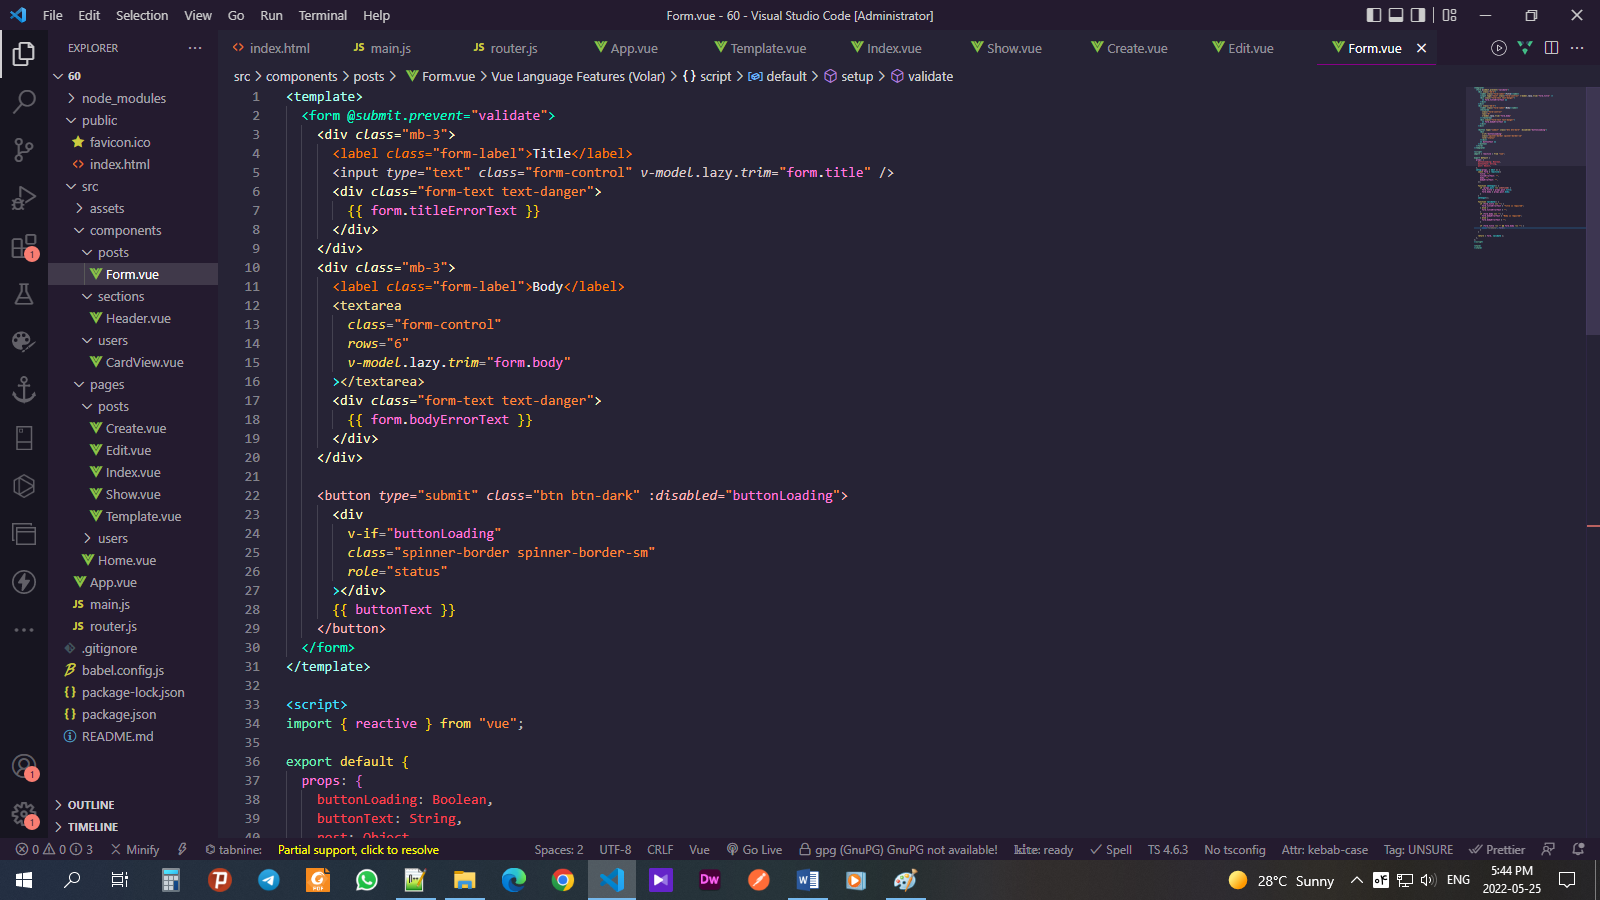 File Edit Selection View Go Run Terminal Help
Form.vue - 60 - Visual Studio Code [Administrator]
EXPLORER
60
node_modules
public
favicon.ico
index.html
src
assets
components
posts
Form.vue
sections
Header.vue
users
CardView.vue
pages
posts
Create.vue
Edit.vue
Index.vue
Show.vue
Template.vue
users
Home.vue
App.vue
JS main.js
JS router.js
.gitignore
babel.config.js
package-lock.json
package.json
README.md
OUTLINE
TIMELINE
1
1
1
index.html JS main.js JS router.js App.vue Template.vue Index.vue Show.vue Create.vue Edit.vue Form.vue
src > components > posts > Form.vue > Vue Language Features (Volar) > {} script > default > setup > validate
1 <template>
2 <form @submit.prevent="validate">
3 <div class="mb-3">
4 <label class="form-label">Title</label>
5 <input type="text" class="form-control" v-model.lazy.trim="form.title" />
6 <div class="form-text text-danger">
7 {{ form.titleErrorText }}
8 </div>
9 </div>
10 <div class="mb-3">
11 <label class="form-label">Body</label>
12 <textarea
13 class="form-control"
14 rows="6"
15 v-model.lazy.trim="form.body"
16 ></textarea>
17 <div class="form-text text-danger">
18 {{ form.bodyErrorText }}
19 </div>
20 </div>
21
22 <button type="submit" class="btn btn-dark" :disabled="buttonLoading">
23 <div
24 v-if="buttonLoading"
25 class="spinner-border spinner-border-sm"
26 role="status"
27 ></div>
28 {{ buttonText }}
29 </button>
30 </form>
31 </template>
32
33 <script>
34 import { reactive } from "vue";
35
36 export default {
37 props: {
38 buttonLoading: Boolean,
39 buttonText: String,
40 post: Object
0 0 3 Minify tabnine: Partial support, click to resolve Spaces: 2 UTF-8 CRLF Vue Go Live gpg (GnuPG) GnuPG not available! kite: ready Spell TS 4.6.3 No tsconfig Attr: kebab-case Tag: UNSURE Prettier
28°C Sunny ENG 5:44 PM
2022-05-25